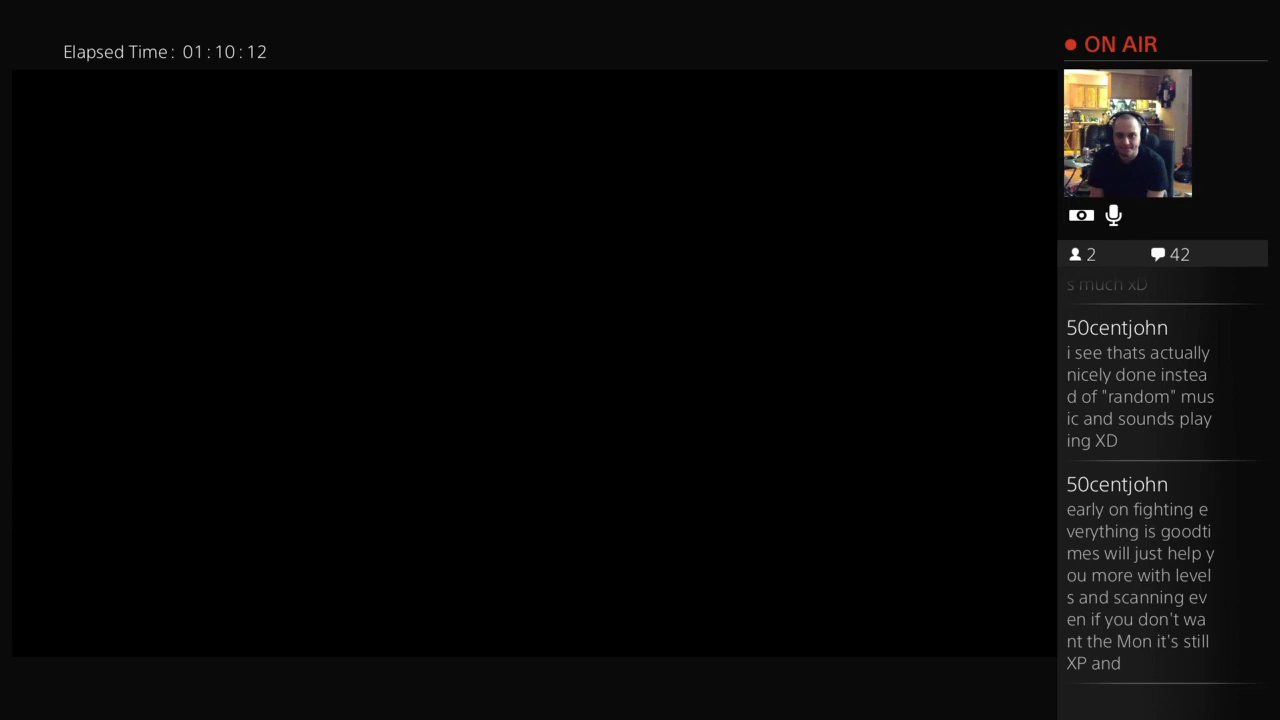 Elapsed Time: 01:10:12
ON AIR
2 42
s much xD
50centjohn
i see thats actually
nicely done instea
d of "random" mus
ic and sounds play
ing XD
50centjohn
early on fighting e
verything is goodti
mes will just help y
ou more with level
s and scanning ev
en if you don't wa
nt the Mon it's still
XP and